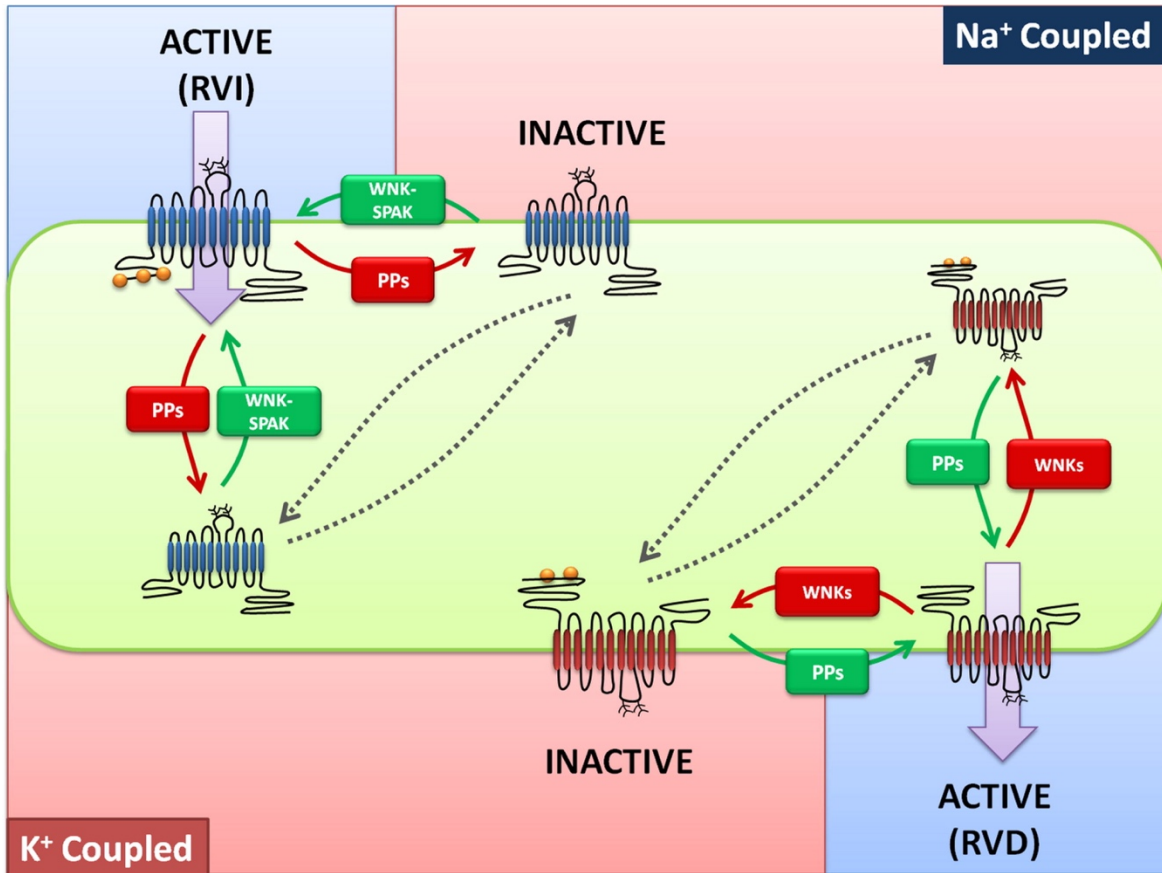 ACTIVE
(RVI)
Na⁺ Coupled
INACTIVE
WNK-
SPAK
PPs
PPs
WNK-
SPAK
PPs
WNKs
WNKs
PPs
INACTIVE
ACTIVE
(RVD)
K⁺ Coupled